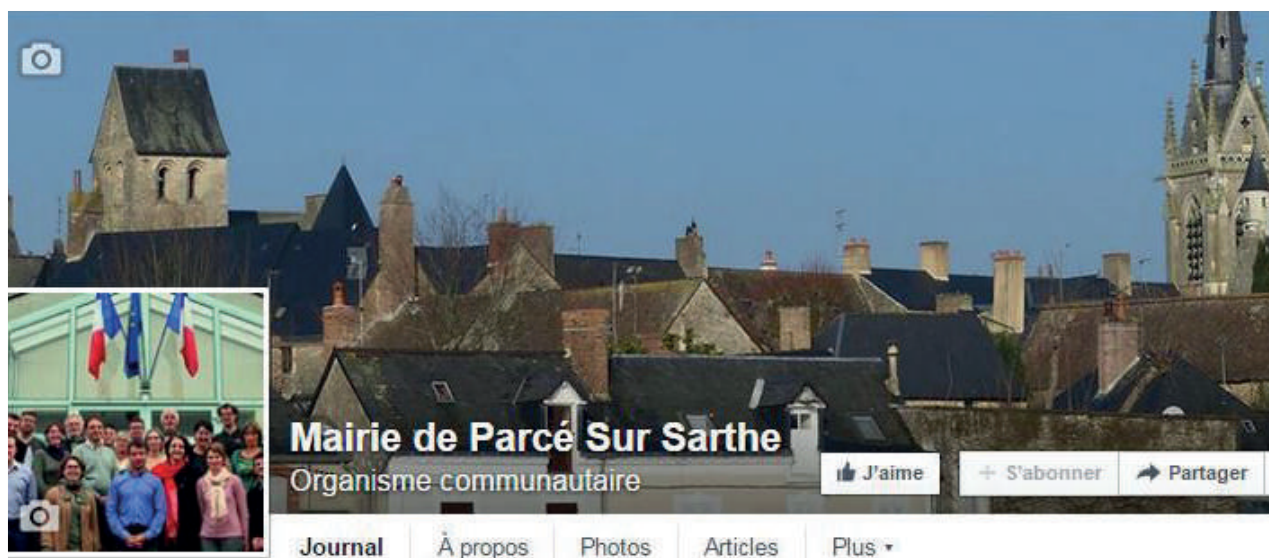 Mairie de Parcé Sur Sarthe
Organisme communautaire
J'aime
S'abonner
Partager
Journal
À propos
Photos
Articles
Plus